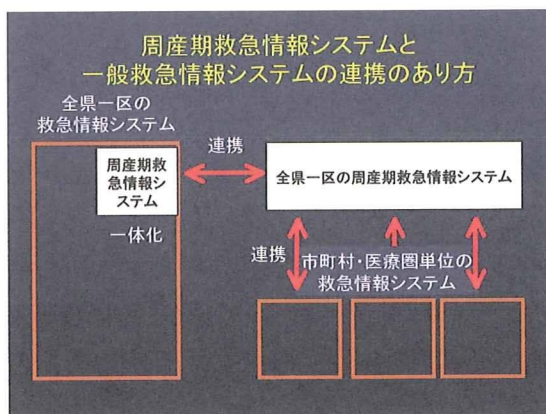 周産期救急情報システムと
一般救急情報システムの連携のあり方
全県一区の
救急情報システム
周産期救
急情報シ
ステム
一体化
連携
全県一区の周産期救急情報システム
連携
市町村・医療圏単位の
救急情報システム